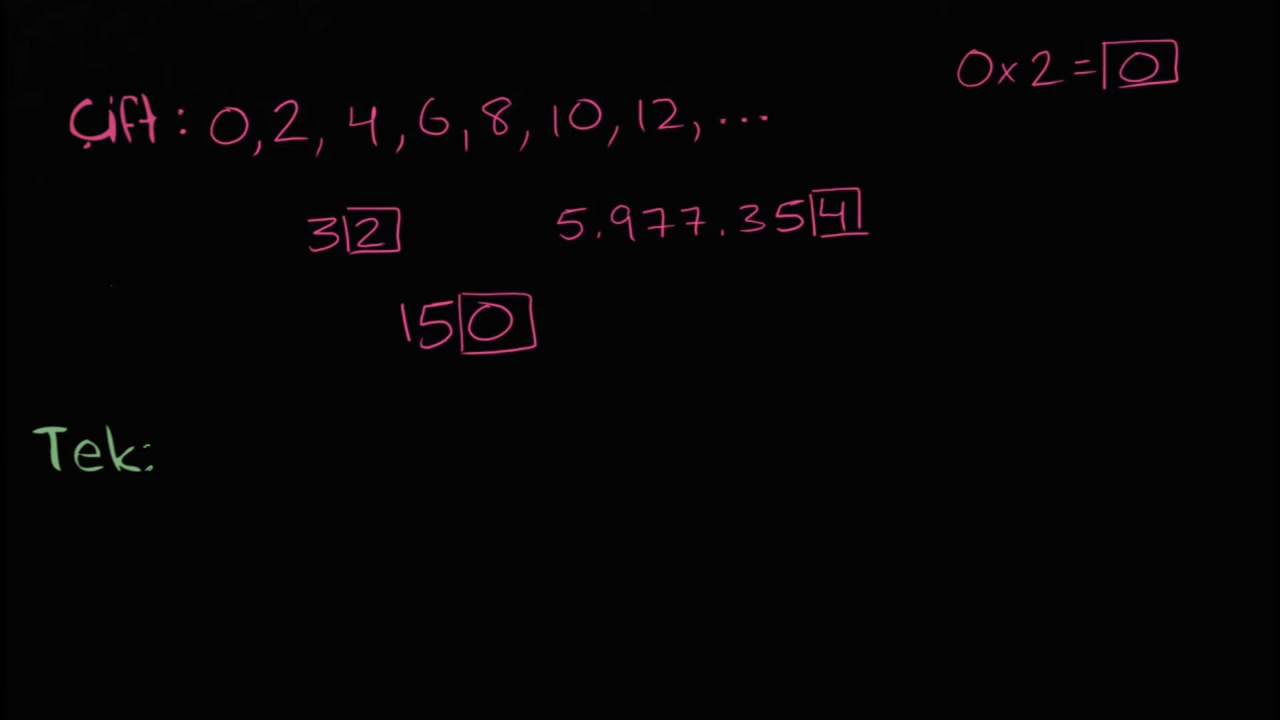 0x2=0
Çift: 0, 2, 4, 6, 8, 10, 12, ...
32 5.977.354
150
Tek: